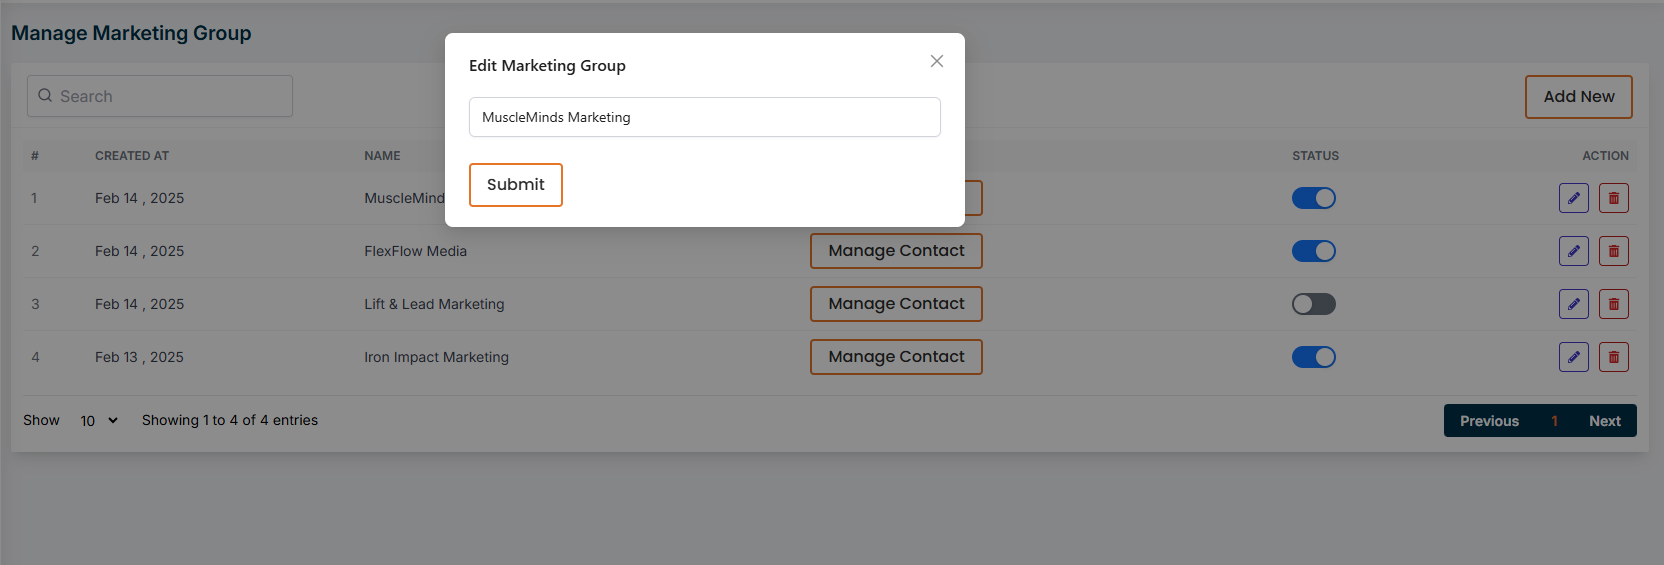 Manage Marketing Group
Edit Marketing Group
Search
MuscleMinds Marketing
Add New
# CREATED AT NAME STATUS ACTION
Submit
1 Feb 14 , 2025 MuscleMind
2 Feb 14 , 2025 FlexFlow Media Manage Contact
3 Feb 14 , 2025 Lift & Lead Marketing Manage Contact
4 Feb 13 , 2025 Iron Impact Marketing Manage Contact
Show 10 Showing 1 to 4 of 4 entries Previous 1 Next